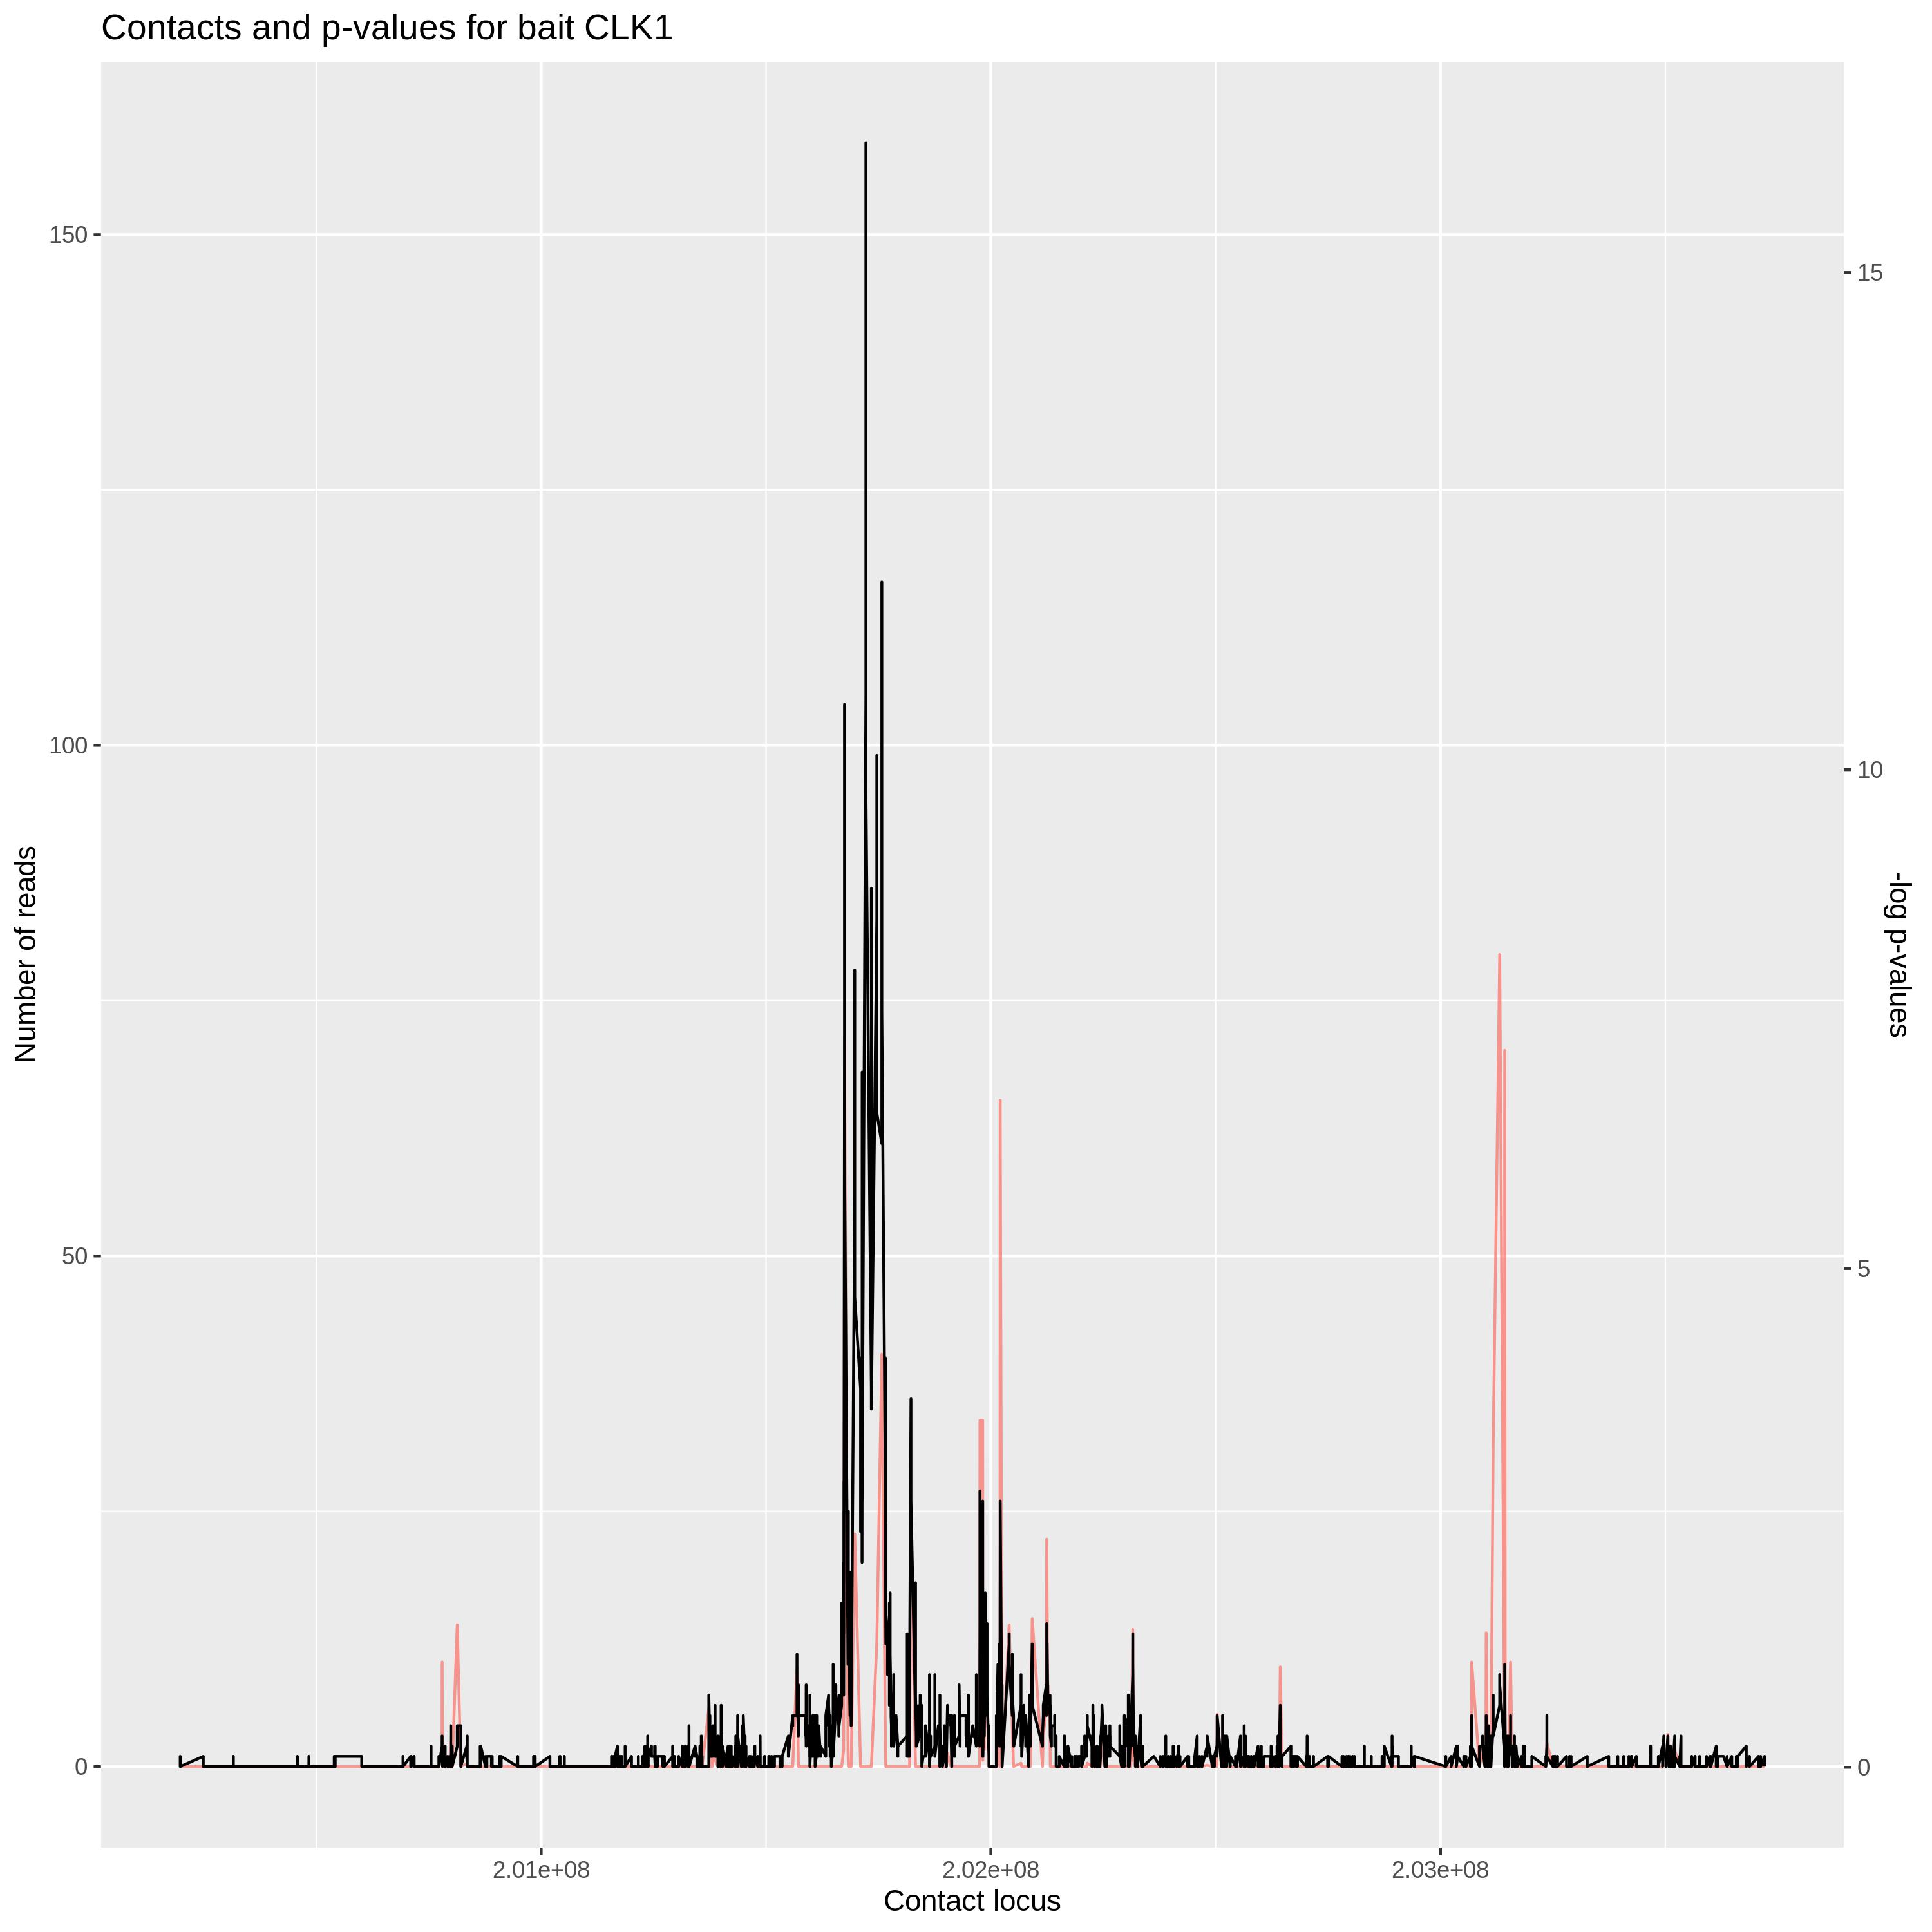 Contacts and p-values for bait CLK1
150
100
50
0
Number of reads
15
10
5
0
-log p-values
2.01e+08
2.02e+08
2.03e+08
Contact locus